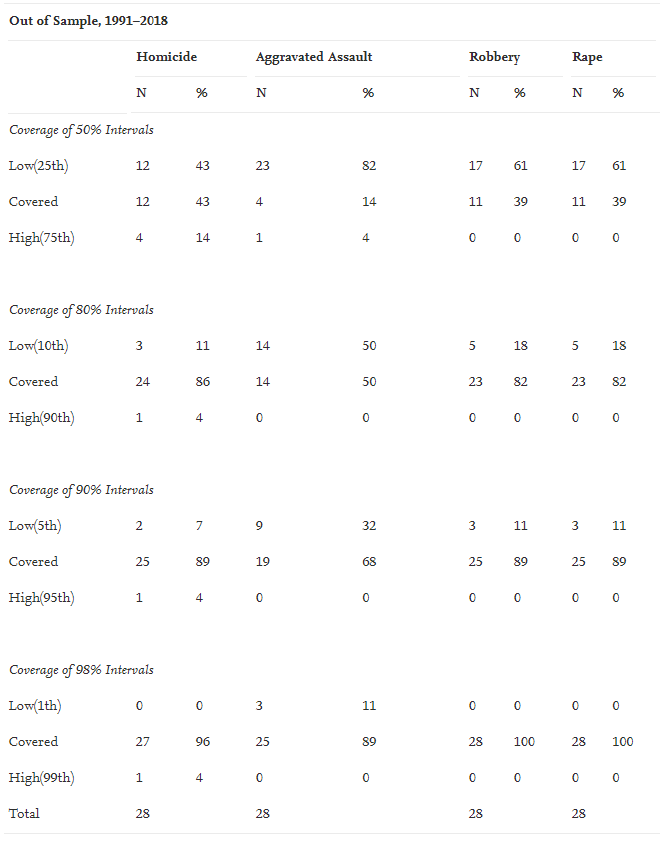 Out of Sample, 1991–2018
Homicide Aggravated Assault Robbery Rape
N % N % N % N %
Coverage of 50% Intervals
Low(25th) 12 43 23 82 17 61 17 61
Covered 12 43 4 14 11 39 11 39
High(75th) 4 14 1 4 0 0 0 0
Coverage of 80% Intervals
Low(10th) 3 11 14 50 5 18 5 18
Covered 24 86 14 50 23 82 23 82
High(90th) 1 4 0 0 0 0 0 0
Coverage of 90% Intervals
Low(5th) 2 7 9 32 3 11 3 11
Covered 25 89 19 68 25 89 25 89
High(95th) 1 4 0 0 0 0 0 0
Coverage of 98% Intervals
Low(1th) 0 0 3 11 0 0 0 0
Covered 27 96 25 89 28 100 28 100
High(99th) 1 4 0 0 0 0 0 0
Total 28 28 28 28